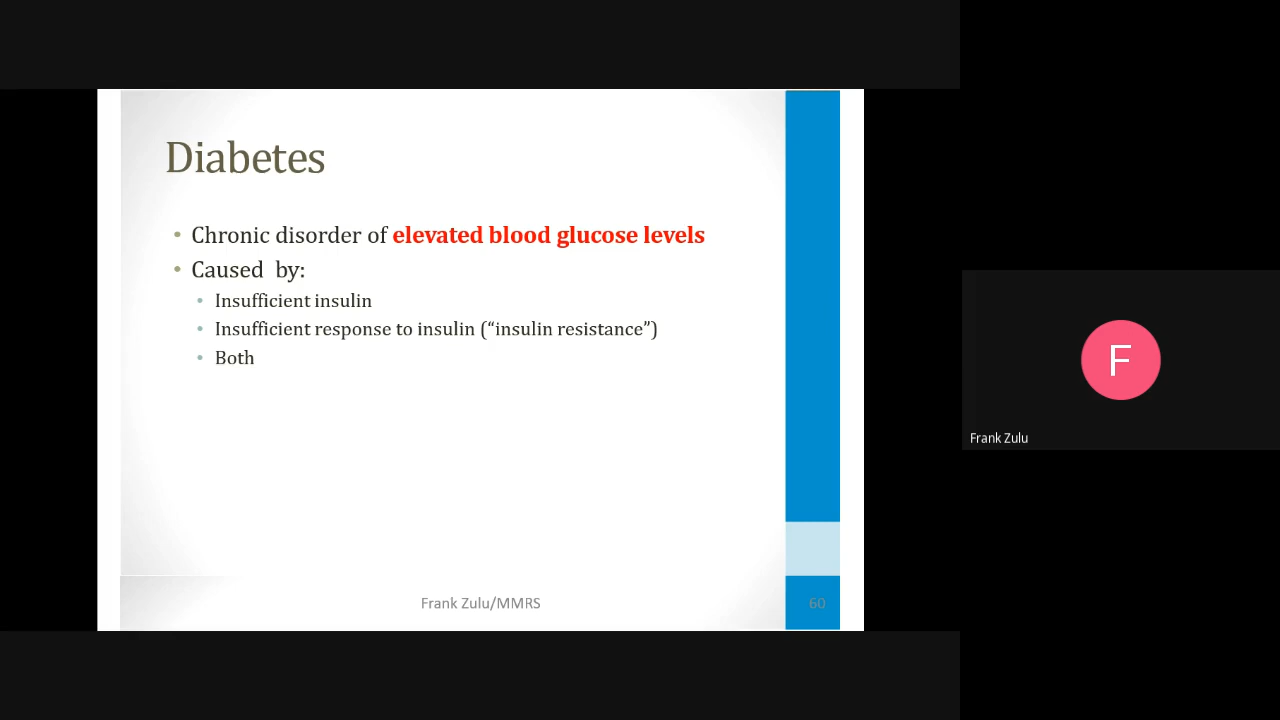 Diabetes
• Chronic disorder of elevated blood glucose levels
• Caused by:
• Insufficient insulin
• Insufficient response to insulin (“insulin resistance”)
• Both
Frank Zulu/MMRS
60
F
Frank Zulu